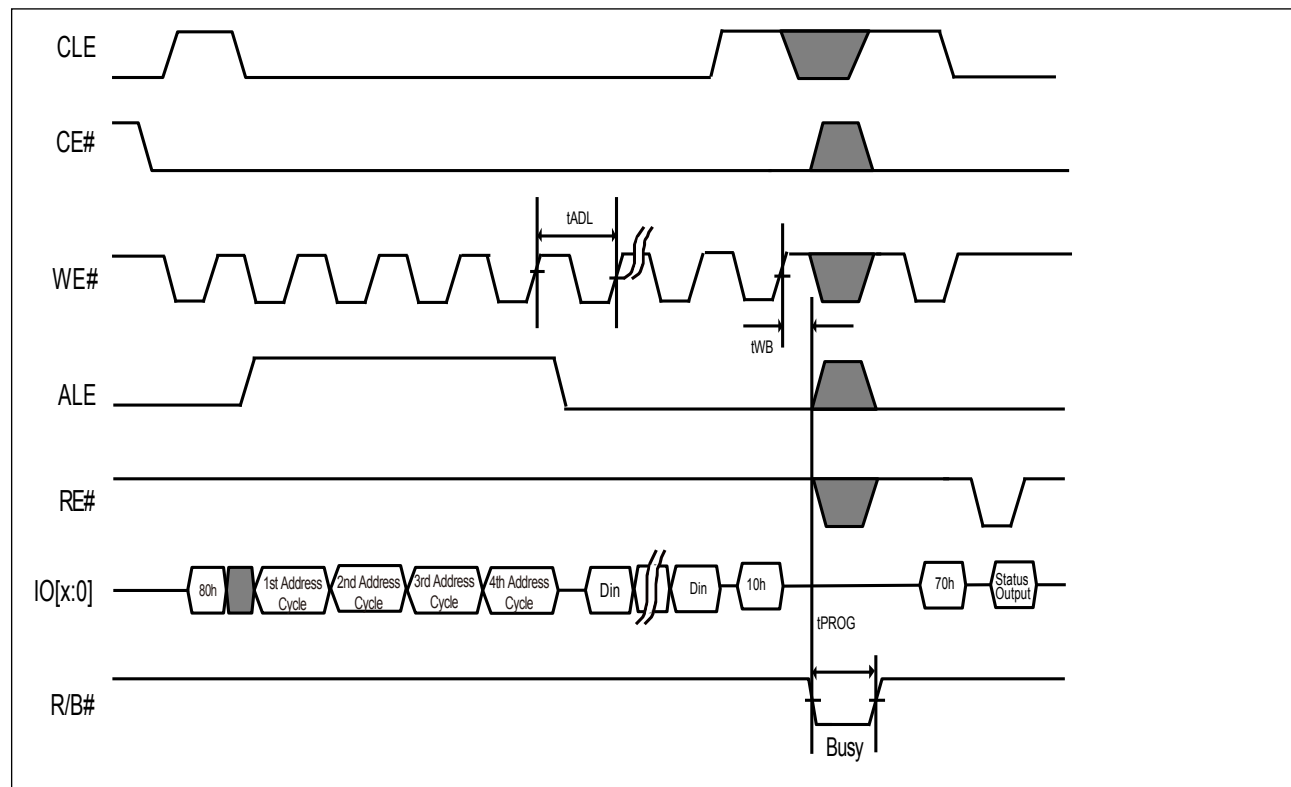 CLE
CE#
tADL
WE#
tWB
ALE
RE#
IO[x:0]
80h
1st Address
Cycle
2nd Address
Cycle
3rd Address
Cycle
4th Address
Cycle
Din
Din
10h
70h
Status
Output
tPROG
R/B#
Busy